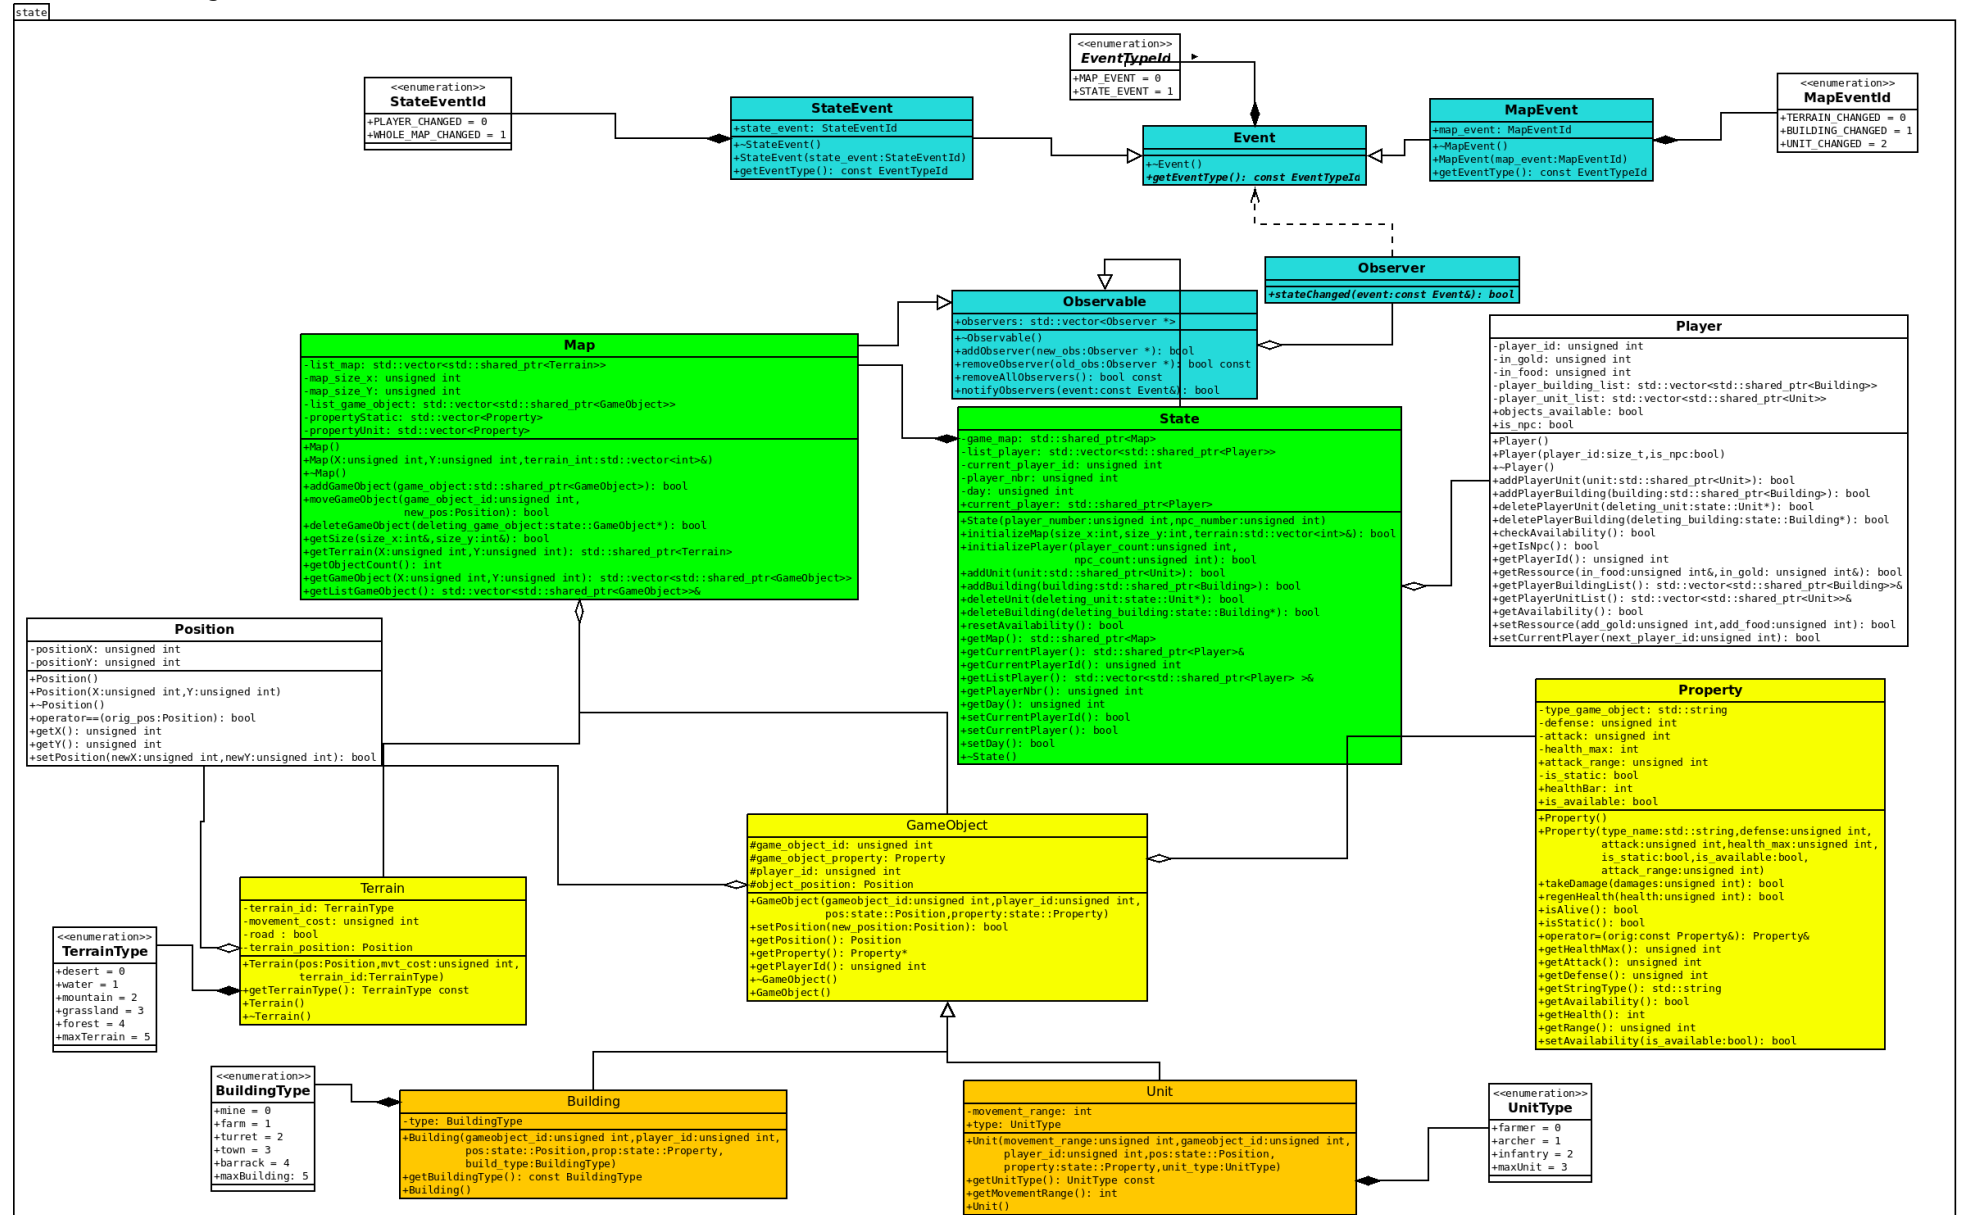 state
<<enumeration>>
StateEventId
+PLAYER_CHANGED = 0
+WHOLE_MAP_CHANGED = 1
StateEvent
+state_event: StateEventId
+~StateEvent()
+StateEvent(state_event:StateEventId)
+getEventType(): const EventTypeId
<<enumeration>>
EventTypeId
+MAP_EVENT = 0
+STATE_EVENT = 1
Event
+~Event()
+getEventType(): const EventTypeId
MapEvent
+map_event: MapEventId
+~MapEvent()
+MapEvent(map_event:MapEventId)
+getEventType(): const EventTypeId
<<enumeration>>
MapEventId
+TERRAIN_CHANGED = 0
+BUILDING_CHANGED = 1
+UNIT_CHANGED = 2
Observer
+stateChanged(event:const Event&): bool
Observable
+observers: std::vector<Observer *>
+~Observable()
+addObserver(new_obs:Observer *): bool
+removeObserver(old_obs:Observer *): bool const
+removeAllObservers(): bool const
+notifyObservers(event:const Event&): bool
Map
-list_map: std::vector<std::shared_ptr<Terrain>>
-map_size_x: unsigned int
-map_size_Y: unsigned int
-list_game_object: std::vector<std::shared_ptr<GameObject>>
-propertyStatic: std::vector<Property>
-propertyUnit: std::vector<Property>
+Map()
+Map(X:unsigned int,Y:unsigned int,terrain_int:std::vector<int>&)
+~Map()
+addGameObject(game_object:std::shared_ptr<GameObject>): bool
+moveGameObject(game_object_id:unsigned int,
new_pos:Position): bool
+deleteGameObject(deleting_game_object:state::GameObject*): bool
+getSize(size_x:int&,size_y:int&): bool
+getTerrain(X:unsigned int,Y:unsigned int): std::shared_ptr<Terrain>
+getObjectCount(): int
+getGameObject(X:unsigned int,Y:unsigned int): std::vector<std::shared_ptr<GameObject>>
+getListGameObject(): std::vector<std::shared_ptr<GameObject>>&
State
-game_map: std::shared_ptr<Map>
-list_player: std::vector<std::shared_ptr<Player>>
-current_player_id: unsigned int
-player_nbr: unsigned int
-day: unsigned int
+current_player: std::shared_ptr<Player>
+State(player_number:unsigned int,npc_number:unsigned int)
+initializeMap(size_x:int,size_y:int,terrain:std::vector<int>&): bool
+initializePlayer(player_count:unsigned int,
npc_count:unsigned int): bool
+addUnit(unit:std::shared_ptr<Unit>): bool
+addBuilding(building:std::shared_ptr<Building>): bool
+deleteUnit(deleting_unit:state::Unit*): bool
+deleteBuilding(deleting_building:state::Building*): bool
+resetAvailability(): bool
+getMap(): std::shared_ptr<Map>
+getCurrentPlayer(): std::shared_ptr<Player>&
+getCurrentPlayerId(): unsigned int
+getListPlayer(): std::vector<std::shared_ptr<Player> >&
+getPlayerNbr(): unsigned int
+getDay(): unsigned int
+setCurrentPlayerId(): bool
+setCurrentPlayer(): bool
+setDay(): bool
+~State()
Player
-player_id: unsigned int
-in_gold: unsigned int
-in_food: unsigned int
-player_building_list: std::vector<std::shared_ptr<Building>>
-player_unit_list: std::vector<std::shared_ptr<Unit>>
+objects_available: bool
+is_npc: bool
+Player()
+Player(player_id:size_t,is_npc:bool)
+~Player()
+addPlayerUnit(unit:std::shared_ptr<Unit>): bool
+addPlayerBuilding(building:std::shared_ptr<Building>): bool
+deletePlayerUnit(deleting_unit:state::Unit*): bool
+deletePlayerBuilding(deleting_building:state::Building*): bool
+checkAvailability(): bool
+getIsNpc(): bool
+getPlayerId(): unsigned int
+getRessource(in_food:unsigned int&,in_gold: unsigned int&): bool
+getPlayerBuildingList(): std::vector<std::shared_ptr<Building>>&
+getPlayerUnitList(): std::vector<std::shared_ptr<Unit>>&
+getAvailability(): bool
+setRessource(add_gold:unsigned int,add_food:unsigned int): bool
+setCurrentPlayer(next_player_id:unsigned int): bool
Position
-positionX: unsigned int
-positionY: unsigned int
+Position()
+Position(X:unsigned int,Y:unsigned int)
+~Position()
+operator==(orig_pos:Position): bool
+getX(): unsigned int
+getY(): unsigned int
+setPosition(newX:unsigned int,newY:unsigned int): bool
Property
-type_game_object: std::string
-defense: unsigned int
-attack: unsigned int
-health_max: int
+attack_range: unsigned int
-is_static: bool
+healthBar: int
+is_available: bool
+Property()
+Property(type_name:std::string,defense:unsigned int,
attack:unsigned int,health_max:unsigned int,
is_static:bool,is_available:bool,
attack_range:unsigned int)
+takeDamage(damages:unsigned int): bool
+regenHealth(health:unsigned int): bool
+isAlive(): bool
+isStatic(): bool
+operator=(orig:const Property&): Property&
+getHealthMax(): unsigned int
+getAttack(): unsigned int
+getDefense(): unsigned int
+getStringType(): std::string
+getAvailability(): bool
+getHealth(): int
+getRange(): unsigned int
+setAvailability(is_available:bool): bool
GameObject
#game_object_id: unsigned int
#game_object_property: Property
#player_id: unsigned int
#object_position: Position
+GameObject(gameobject_id:unsigned int,player_id:unsigned int,
pos:state::Position,property:state::Property)
+setPosition(new_position:Position): bool
+getPosition(): Position
+getProperty(): Property*
+getPlayerId(): unsigned int
+~GameObject()
+GameObject()
Terrain
-terrain_id: TerrainType
-movement_cost: unsigned int
-road : bool
-terrain_position: Position
+Terrain(pos:Position,mvt_cost:unsigned int,
terrain_id:TerrainType)
+getTerrainType(): TerrainType const
+Terrain()
+~Terrain()
<<enumeration>>
TerrainType
+desert = 0
+water = 1
+mountain = 2
+grassland = 3
+forest = 4
+maxTerrain = 5
<<enumeration>>
BuildingType
+mine = 0
+farm = 1
+turret = 2
+town = 3
+barrack = 4
+maxBuilding: 5
Building
-type: BuildingType
+Building(gameobject_id:unsigned int,player_id:unsigned int,
pos:state::Position,prop:state::Property,
build_type:BuildingType)
+getBuildingType(): const BuildingType
+Building()
Unit
-movement_range: int
+type: UnitType
+Unit(movement_range:unsigned int,gameobject_id:unsigned int,
player_id:unsigned int,pos:state::Position,
property:state::Property,unit_type:UnitType)
+getUnitType(): UnitType const
+getMovementRange(): int
+Unit()
<<enumeration>>
UnitType
+farmer = 0
+archer = 1
+infantry = 2
+maxUnit = 3